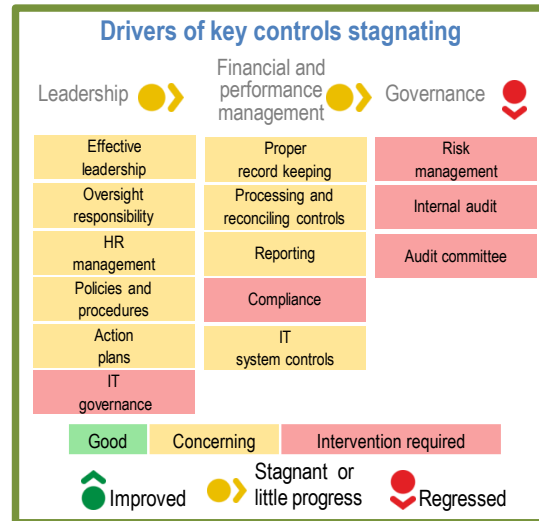 Drivers of key controls stagnating
Leadership
Financial and
performance
management
Governance
Effective
leadership
Oversight
responsibility
HR
management
Policies and
procedures
Action
plans
IT
governance
Proper
record keeping
Processing and
reconciling controls
Reporting
Compliance
IT
system controls
Risk
management
Internal audit
Audit committee
Good
Concerning
Intervention required
Improved
Stagnant or
little progress
Regressed